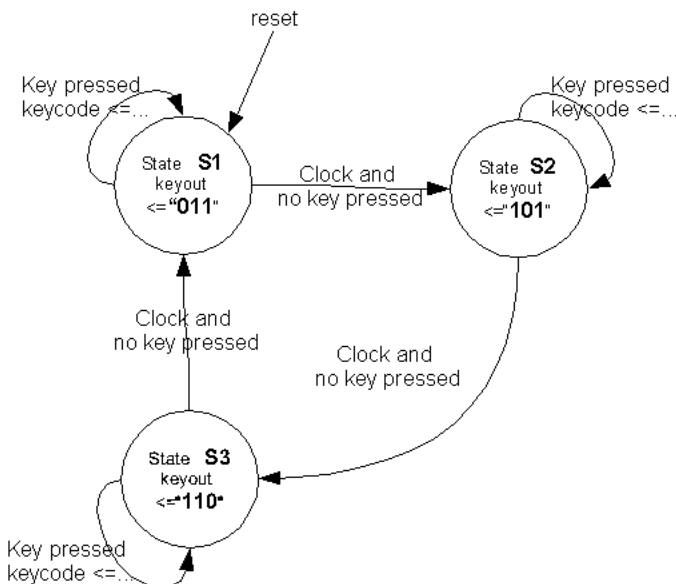 reset
Key pressed
keycode <=...
State S1
keyout
<="011"
Clock and
no key pressed
Key pressed
keycode <=...
State S2
keyout
<="101"
Clock and
no key pressed
Clock and
no key pressed
State S3
keyout
<="110"
Key pressed
keycode <=...